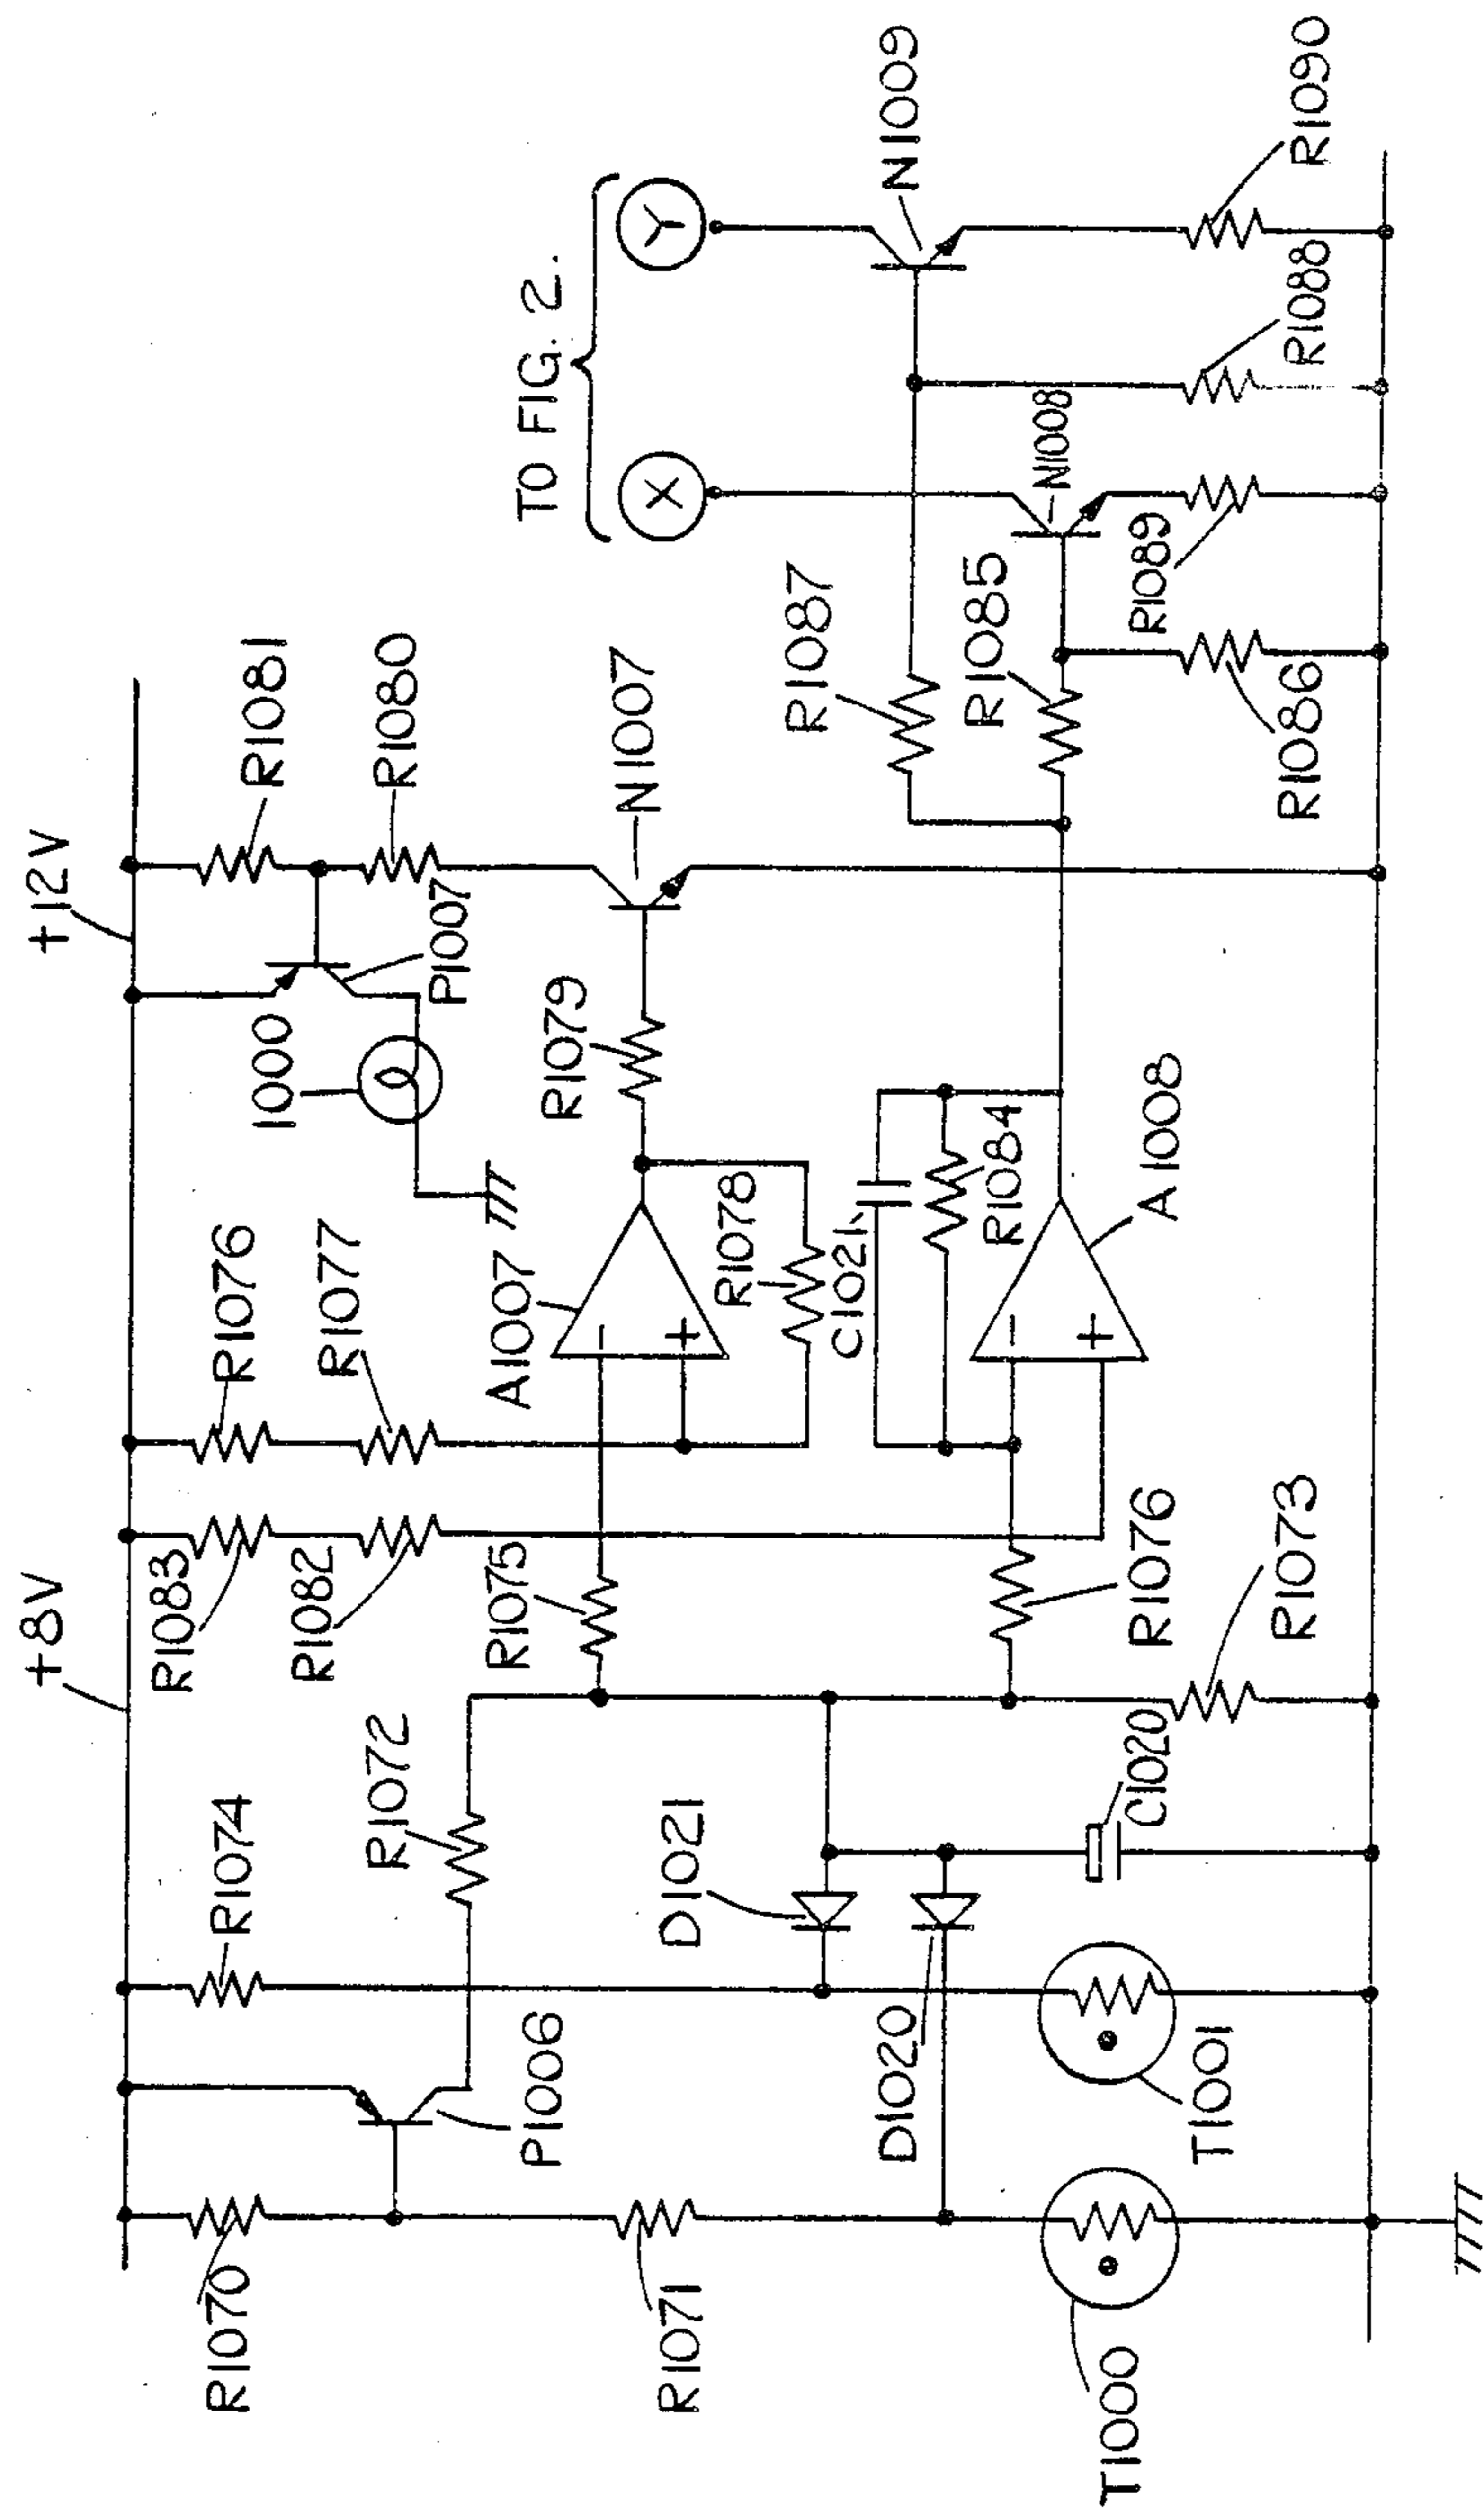 +8V
+12V
R1070
R1074
R1083
R1076
1000
R1081
R1082
R1077
R1080
P1007
R1072
P1006
R1075
A1007
R1079
N1007
TO FIG. 2.
X
Y
R1071
D1021
R1078
-
+
R1087
N1009
D1020
C1021
R1084
R1085
N1008
-
+
T1000
T1001
C1020
R1076
A1008
R1089
R1073
R1086
R1088
R1090